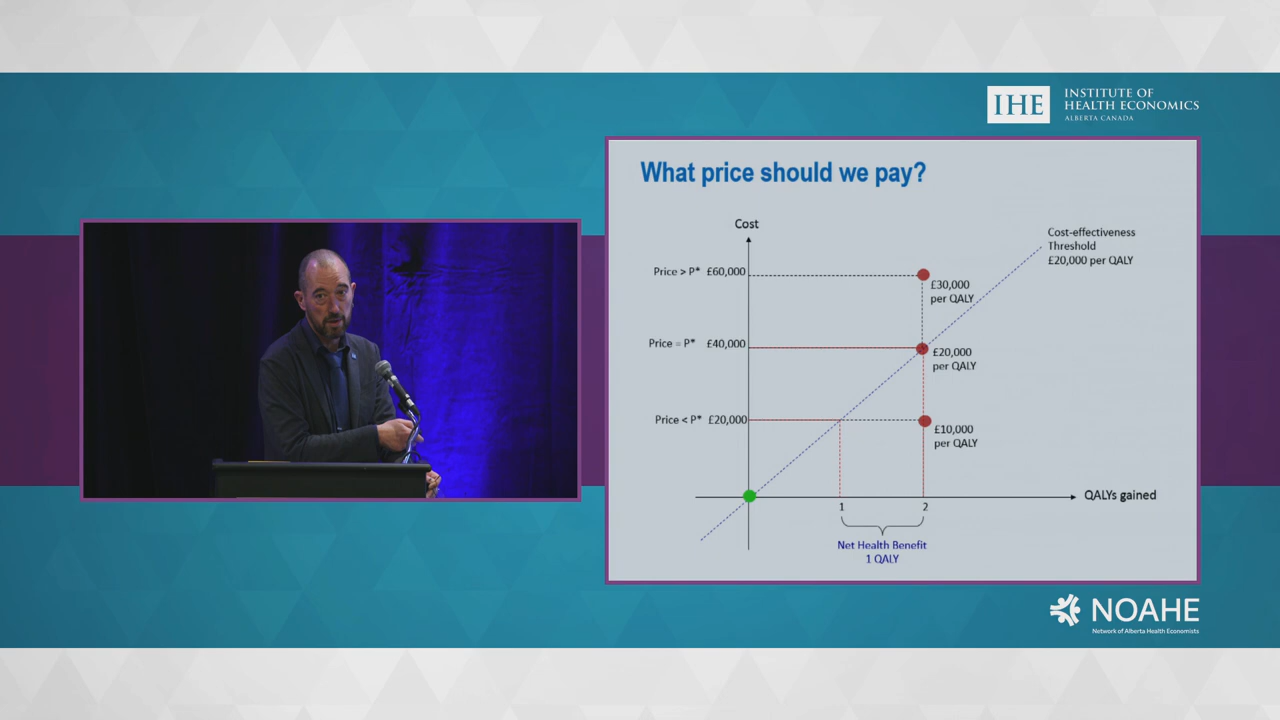 IHE
INSTITUTE OF
HEALTH ECONOMICS
ALBERTA CANADA
What price should we pay?
Cost
Cost-effectiveness
Threshold
£20,000 per QALY
Price > P* £60,000
£30,000
per QALY
Price = P* £40,000
£20,000
per QALY
Price < P* £20,000
£10,000
per QALY
QALYs gained
1 2
Net Health Benefit
1 QALY
NOAHE
Network of Alberta Health Economists